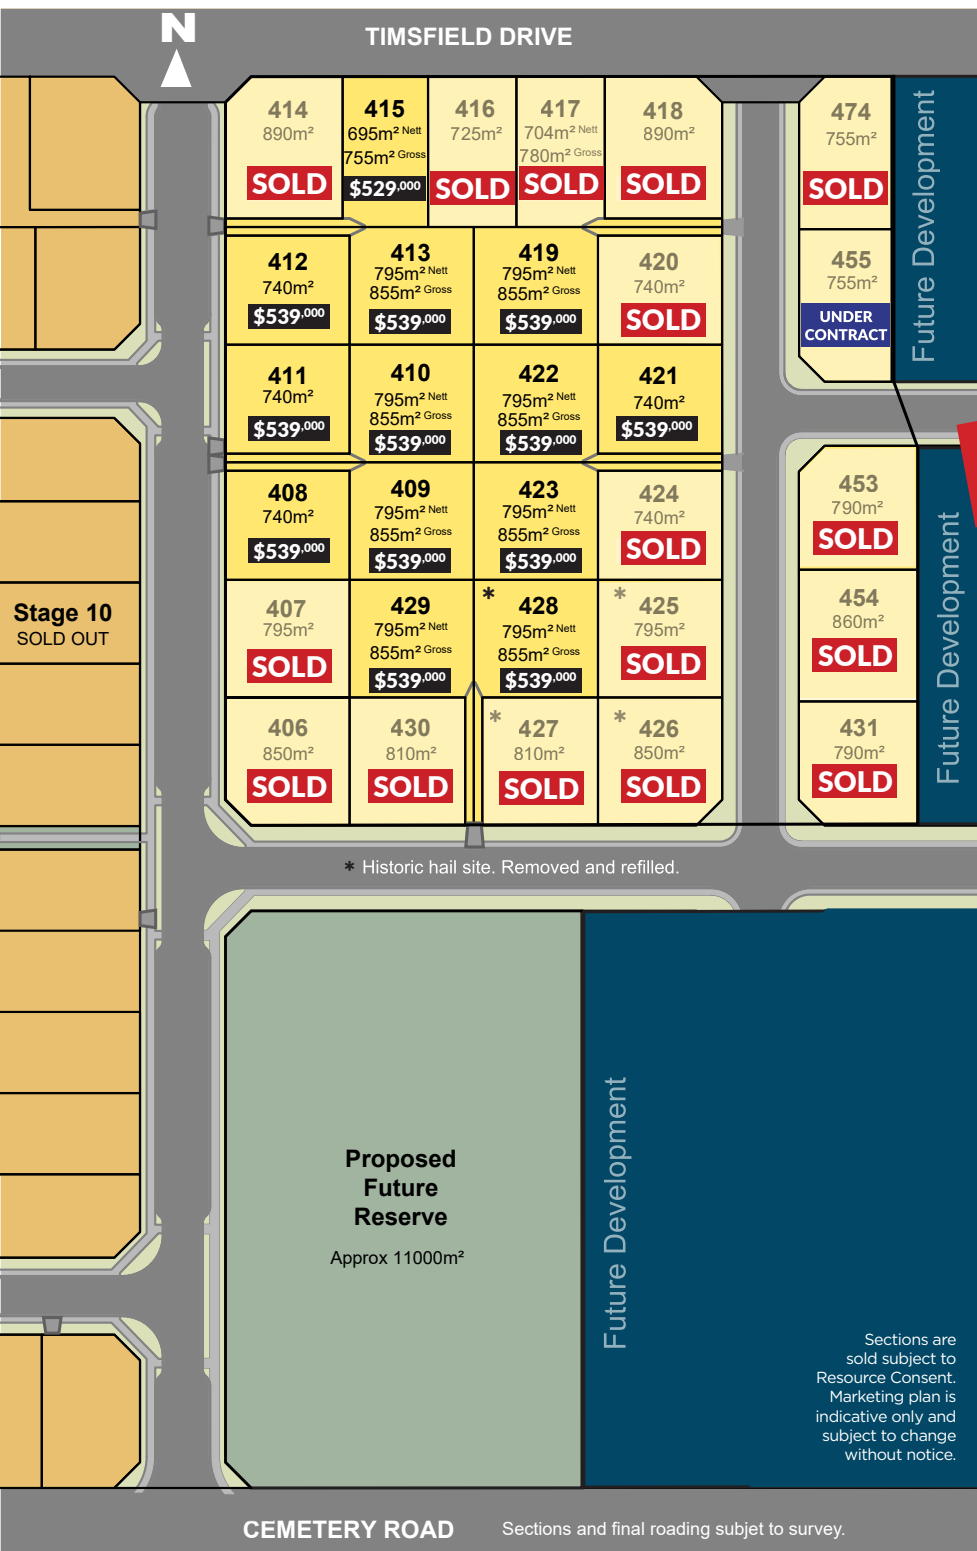 N
TIMSFIELD DRIVE
414
890m²
SOLD
415
695m² Nett
755m² Gross
$529,000
416
725m²
SOLD
417
704m² Nett
780m² Gross
SOLD
418
890m²
SOLD
474
755m²
SOLD
Future Development
412
740m²
$539,000
413
795m² Nett
855m² Gross
$539,000
419
795m² Nett
855m² Gross
$539,000
420
740m²
SOLD
455
755m²
UNDER
CONTRACT
411
740m²
$539,000
410
795m² Nett
855m² Gross
$539,000
422
795m² Nett
855m² Gross
$539,000
421
740m²
$539,000
408
740m²
$539,000
409
795m² Nett
855m² Gross
$539,000
423
795m² Nett
855m² Gross
$539,000
424
740m²
SOLD
453
790m²
SOLD
Future Development
Stage 10
SOLD OUT
407
795m²
SOLD
429
795m² Nett
855m² Gross
$539,000
* 428
795m² Nett
855m² Gross
$539,000
* 425
795m²
SOLD
454
860m²
SOLD
406
850m²
SOLD
430
810m²
SOLD
* 427
810m²
SOLD
* 426
850m²
SOLD
431
790m²
SOLD
* Historic hail site. Removed and refilled.
Proposed
Future
Reserve
Approx 11000m²
Future Development
Sections are
sold subject to
Resource Consent.
Marketing plan is
indicative only and
subject to change
without notice.
CEMETERY ROAD
Sections and final roading subjet to survey.